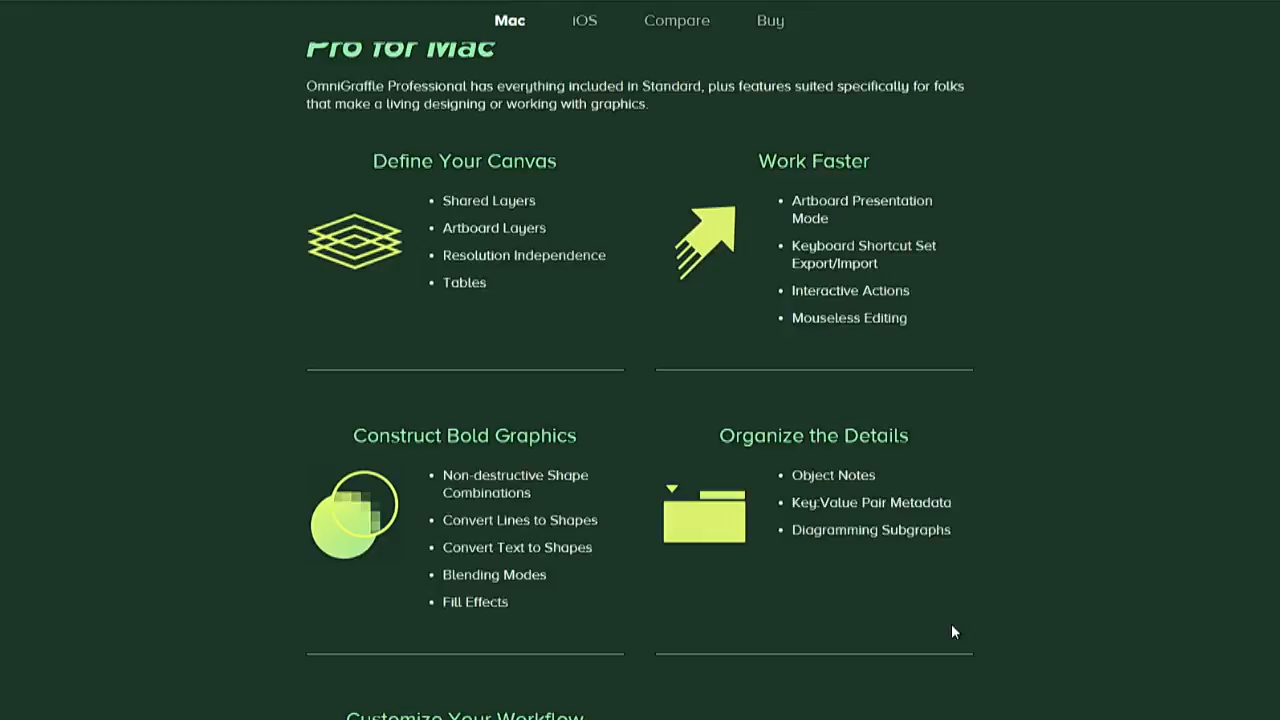 Mac iOS Compare Buy
Pro for Mac
OmniGraffle Professional has everything included in Standard, plus features suited specifically for folks
that make a living designing or working with graphics.
Define Your Canvas
• Shared Layers
• Artboard Layers
• Resolution Independence
• Tables
Work Faster
• Artboard Presentation
Mode
• Keyboard Shortcut Set
Export/Import
• Interactive Actions
• Mouseless Editing
Construct Bold Graphics
• Non-destructive Shape
Combinations
• Convert Lines to Shapes
• Convert Text to Shapes
• Blending Modes
• Fill Effects
Organize the Details
• Object Notes
• Key:Value Pair Metadata
• Diagramming Subgraphs
Customize Your Workflow